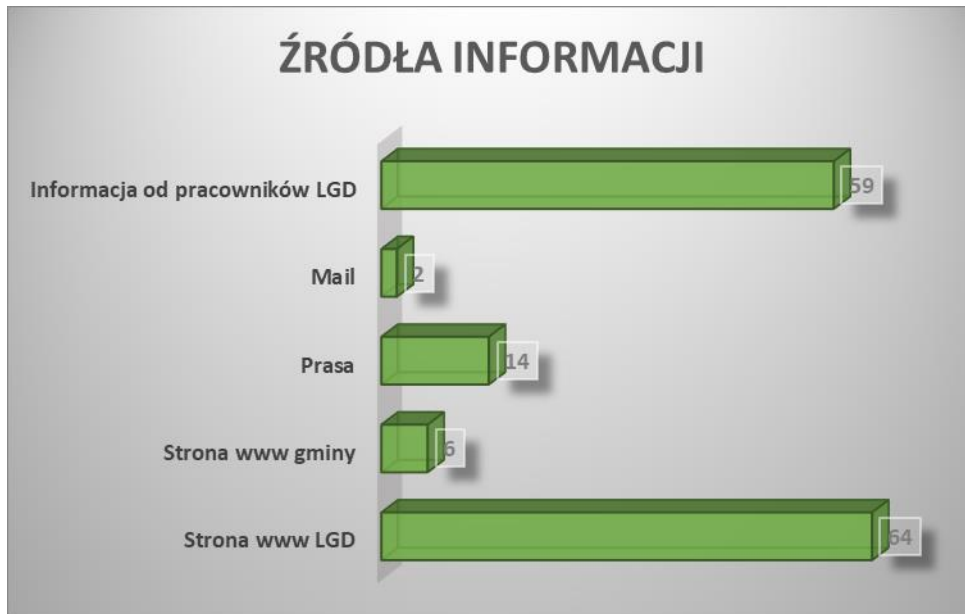 ŹRÓDŁA INFORMACJI
Informacja od pracowników LGD
59
Mail
2
Prasa
14
Strona www gminy
6
Strona www LGD
64